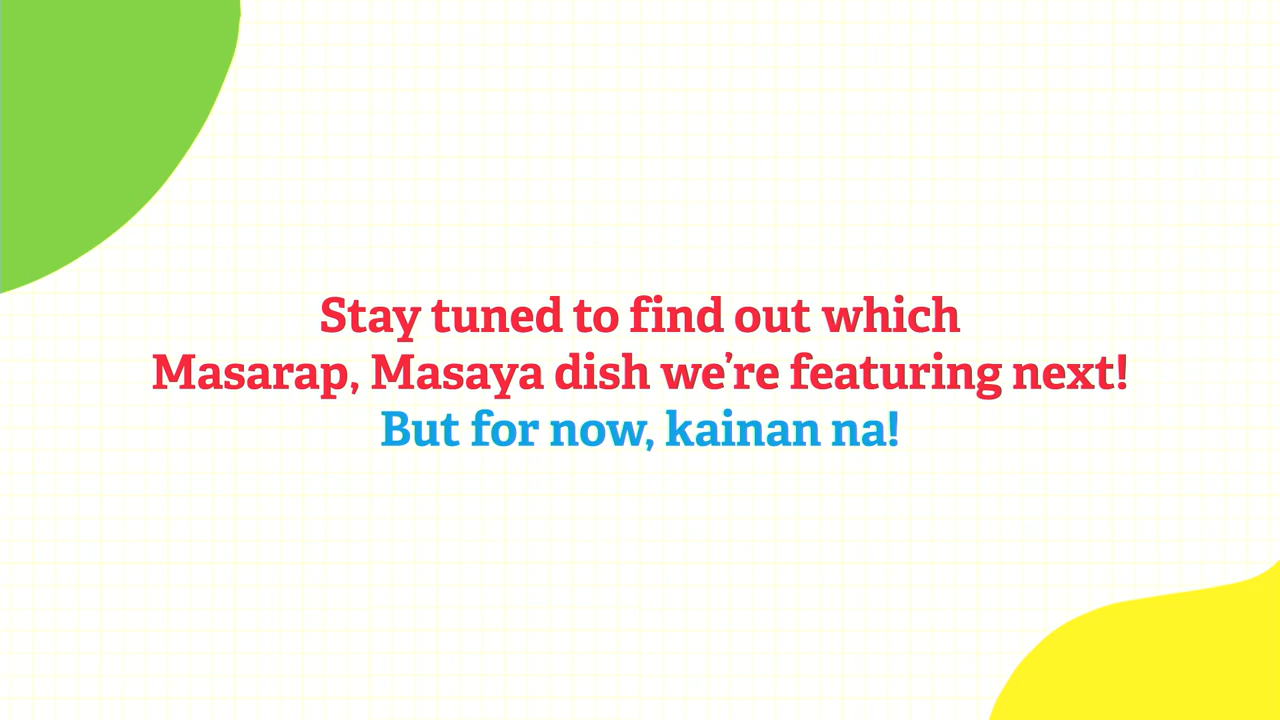 Stay tuned to find out which
Masarap, Masaya dish we’re featuring next!
But for now, kainan na!